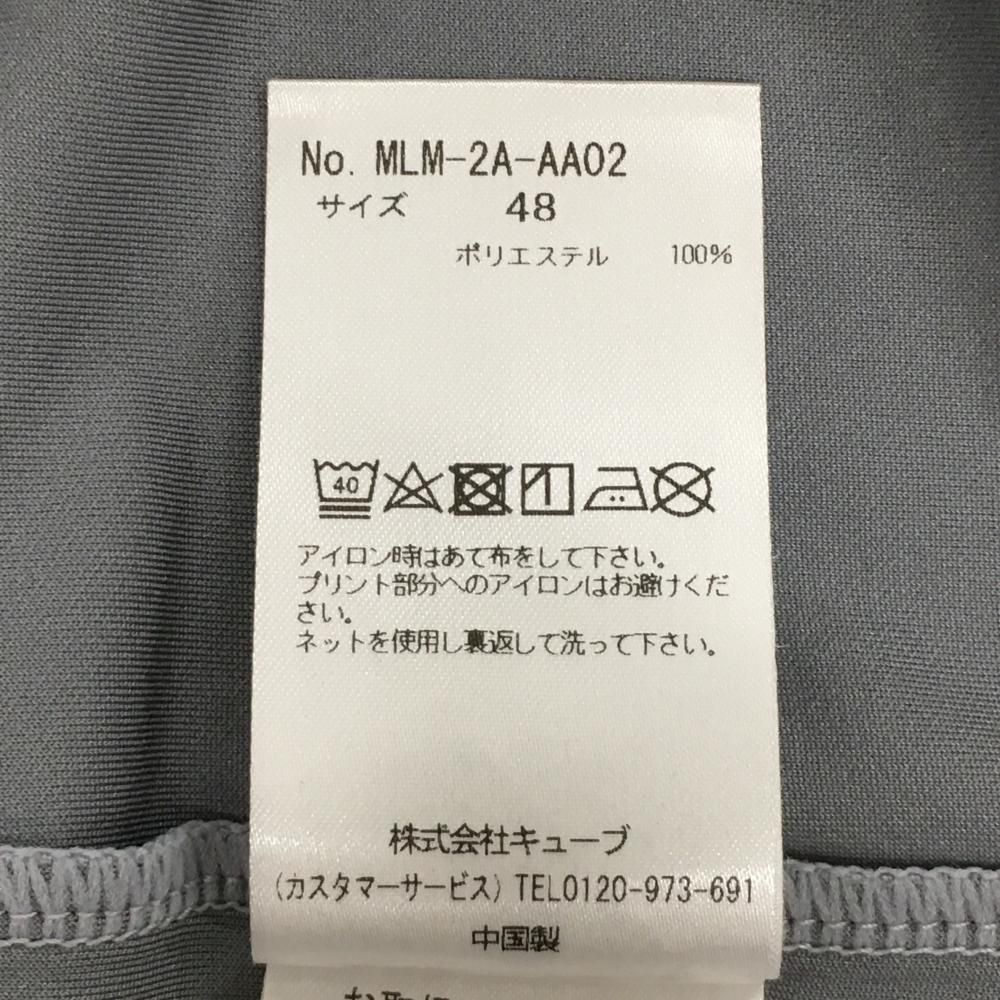 No. MLM-2A-AA02
サイズ 48
ポリエステル 100%
40
アイロン時はあて布をして下さい。
プリント部分へのアイロンはお避けくだ
さい。
ネットを使用し裏返して洗って下さい。
株式会社キューブ
(カスタマーサービス) TEL0120-973-691
中国製